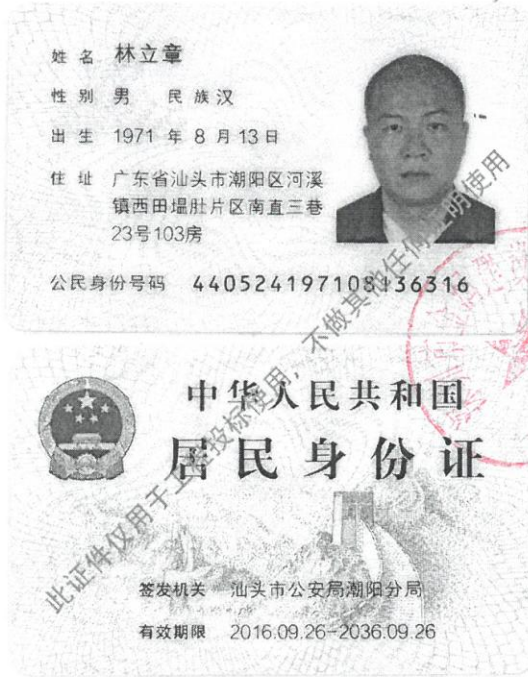 姓名 林立章
性别 男 民族 汉
出生 1971 年 8 月 13 日
住址 广东省汕头市潮阳区河溪
镇西田堛肚片区南直三巷
23号103房
公民身份号码 440524197108136316
中华人民共和国
居民身份证
签发机关 汕头市公安局潮阳分局
有效期限 2016.09.26-2036.09.26
此证件仅用于工程投标使用，不做其他任何证明使用